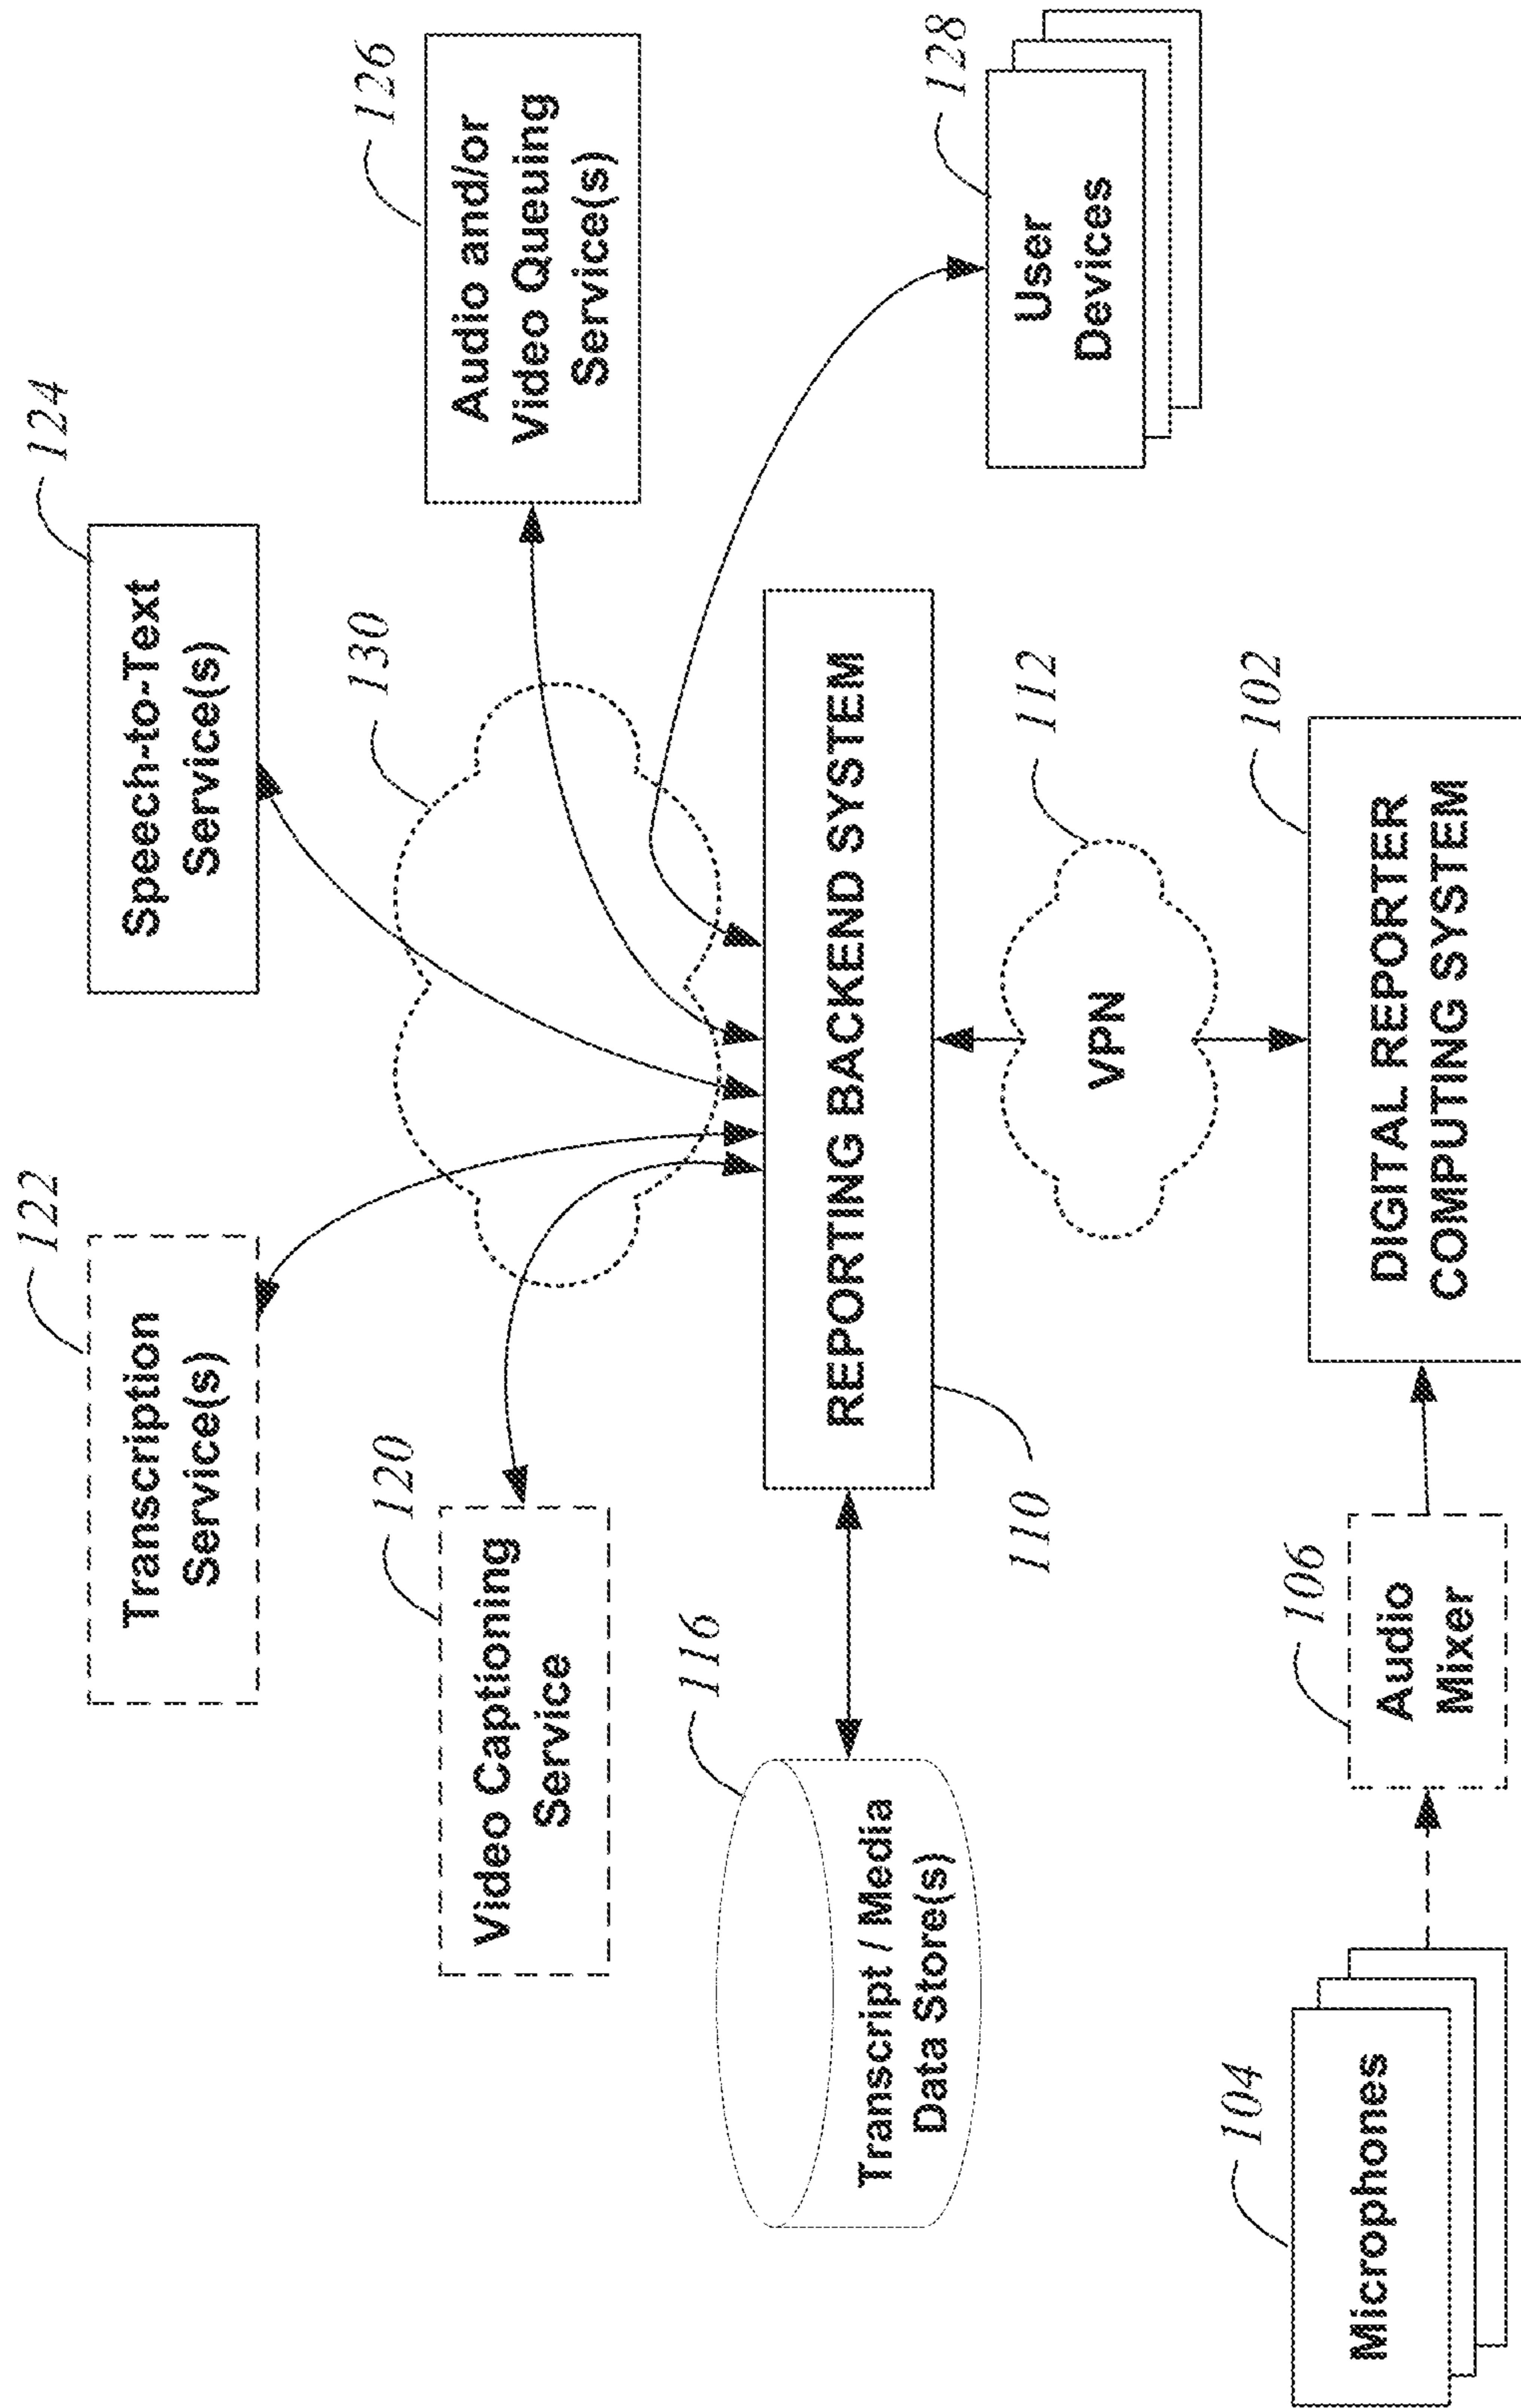 122
Transcription
Service(s)
124
Speech-to-Text
Service(s)
120
Video Captioning
Service
130
126
Audio and/or
Video Queuing
Service(s)
116
Transcript / Media
Data Store(s)
REPORTING BACKEND SYSTEM
110
128
User
Devices
VPN
112
104
Microphones
106
Audio
Mixer
102
DIGITAL REPORTER
COMPUTING SYSTEM